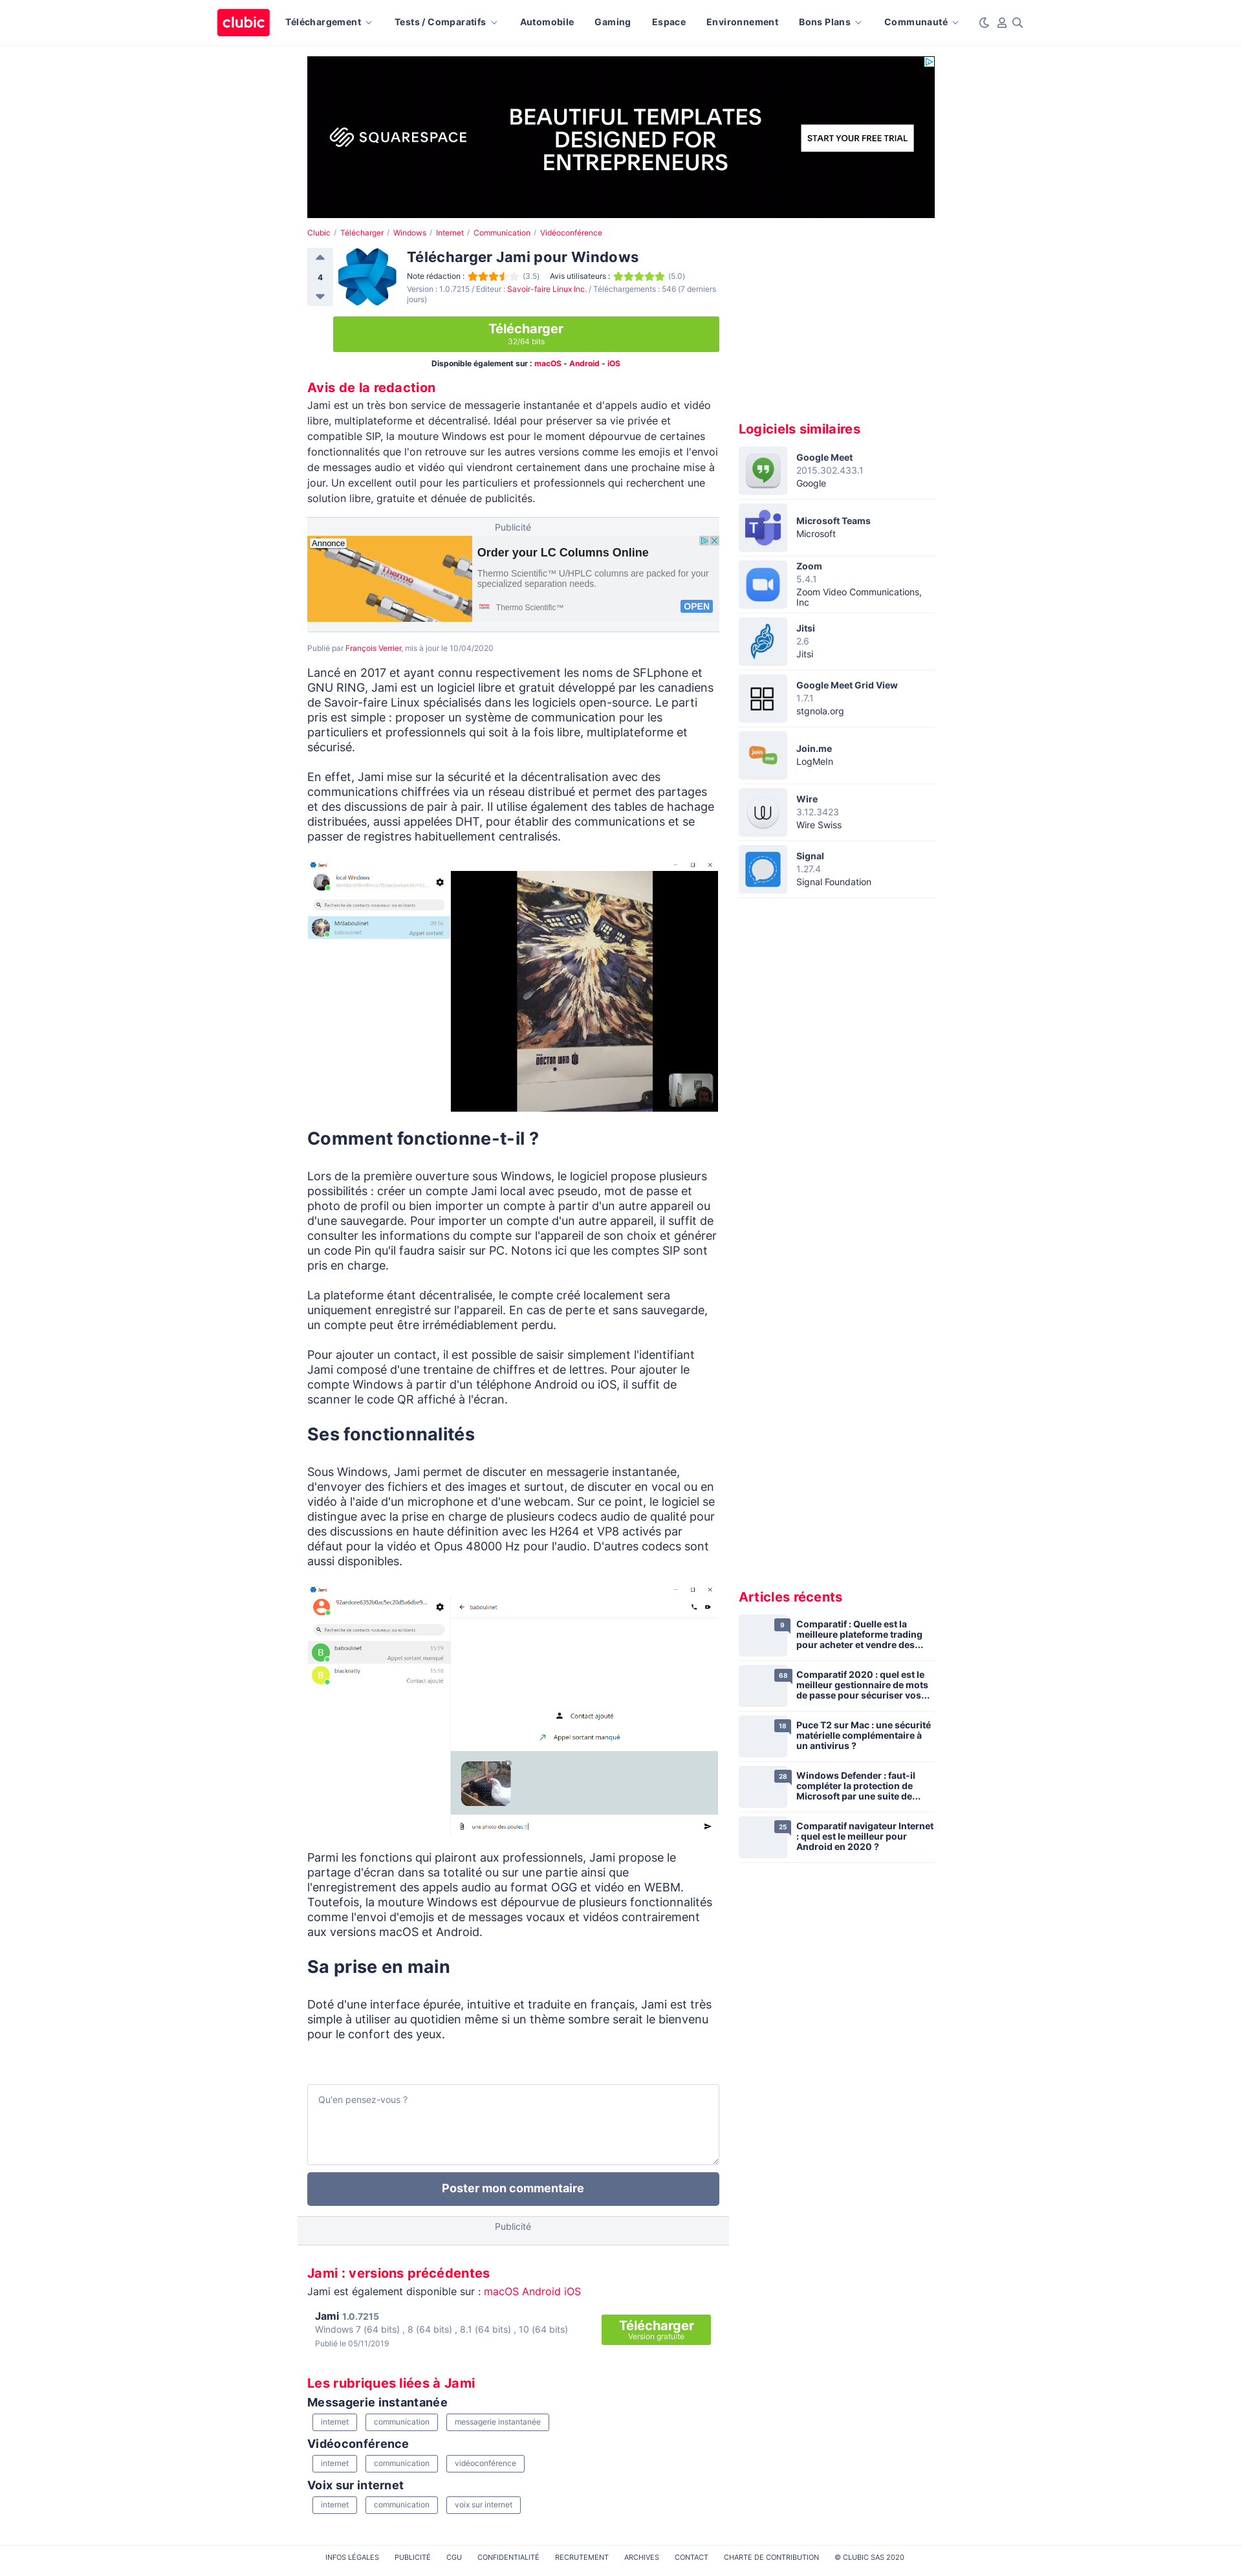 clubic
Téléchargement
Tests / Comparatifs
Automobile
Gaming
Espace
Environnement
Bons Plans
Communauté
SQUARESPACE
BEAUTIFUL TEMPLATES
DESIGNED FOR
ENTREPRENEURS
START YOUR FREE TRIAL
Clubic / Télécharger / Windows / Internet / Communication / Vidéoconférence
4
Télécharger Jami pour Windows
Note rédaction : (3.5) Avis utilisateurs : (5.0)
Version : 1.0.7215 / Editeur : Savoir-faire Linux Inc. / Téléchargements : 546 (7 derniers
jours)
Télécharger
32/64 bits
Disponible également sur : macOS - Android - iOS
Avis de la redaction
Jami est un très bon service de messagerie instantanée et d'appels audio et vidéo
libre, multiplateforme et décentralisé. Idéal pour préserver sa vie privée et
compatible SIP, la mouture Windows est pour le moment dépourvue de certaines
fonctionnalités que l'on retrouve sur les autres versions comme les emojis et l'envoi
de messages audio et vidéo qui viendront certainement dans une prochaine mise à
jour. Un excellent outil pour les particuliers et professionnels qui recherchent une
solution libre, gratuite et dénuée de publicités.
Publicité
Annonce
Thermo
Order your LC Columns Online
Thermo Scientific™ U/HPLC columns are packed for your
specialized separation needs.
Thermo Scientific™
OPEN
Publié par François Verrier, mis à jour le 10/04/2020
Lancé en 2017 et ayant connu respectivement les noms de SFLphone et
GNU RING, Jami est un logiciel libre et gratuit développé par les canadiens
de Savoir-faire Linux spécialisés dans les logiciels open-source. Le parti
pris est simple : proposer un système de communication pour les
particuliers et professionnels qui soit à la fois libre, multiplateforme et
sécurisé.
En effet, Jami mise sur la sécurité et la décentralisation avec des
communications chiffrées via un réseau distribué et permet des partages
et des discussions de pair à pair. Il utilise également des tables de hachage
distribuées, aussi appelées DHT, pour établir des communications et se
passer de registres habituellement centralisés.
Jami
local Windows
Recherche de contacts nouveaux ou existants
Mrillaboulinet
baboulinet
Appel sortant
DOCTOR WHO
Comment fonctionne-t-il ?
Lors de la première ouverture sous Windows, le logiciel propose plusieurs
possibilités : créer un compte Jami local avec pseudo, mot de passe et
photo de profil ou bien importer un compte à partir d'un autre appareil ou
d'une sauvegarde. Pour importer un compte d'un autre appareil, il suffit de
consulter les informations du compte sur l'appareil de son choix et générer
un code Pin qu'il faudra saisir sur PC. Notons ici que les comptes SIP sont
pris en charge.
La plateforme étant décentralisée, le compte créé localement sera
uniquement enregistré sur l'appareil. En cas de perte et sans sauvegarde,
un compte peut être irrémédiablement perdu.
Pour ajouter un contact, il est possible de saisir simplement l'identifiant
Jami composé d'une trentaine de chiffres et de lettres. Pour ajouter le
compte Windows à partir d'un téléphone Android ou iOS, il suffit de
scanner le code QR affiché à l'écran.
Ses fonctionnalités
Sous Windows, Jami permet de discuter en messagerie instantanée,
d'envoyer des fichiers et des images et surtout, de discuter en vocal ou en
vidéo à l'aide d'un microphone et d'une webcam. Sur ce point, le logiciel se
distingue avec la prise en charge de plusieurs codecs audio de qualité pour
des discussions en haute définition avec les H264 et VP8 activés par
défaut pour la vidéo et Opus 48000 Hz pour l'audio. D'autres codecs sont
aussi disponibles.
Jami
92aerdcee6352b0ac5ec20d5a6dbe9...
Recherche de contacts nouveaux ou existants
B baboulinet 15:19
Appel sortant manqué
B blacknally 15:18
Contact ajouté
baboulinet
Contact ajouté
Appel sortant manqué
une photo des poules !!
Parmi les fonctions qui plairont aux professionnels, Jami propose le
partage d'écran dans sa totalité ou sur une partie ainsi que
l'enregistrement des appels audio au format OGG et vidéo en WEBM.
Toutefois, la mouture Windows est dépourvue de plusieurs fonctionnalités
comme l'envoi d'emojis et de messages vocaux et vidéos contrairement
aux versions macOS et Android.
Sa prise en main
Doté d'une interface épurée, intuitive et traduite en français, Jami est très
simple à utiliser au quotidien même si un thème sombre serait le bienvenu
pour le confort des yeux.
Qu'en pensez-vous ?
Poster mon commentaire
Publicité
Jami : versions précédentes
Jami est également disponible sur : macOS Android iOS
Jami 1.0.7215
Windows 7 (64 bits) , 8 (64 bits) , 8.1 (64 bits) , 10 (64 bits)
Publié le 05/11/2019
Télécharger
Version gratuite
Les rubriques liées à Jami
Messagerie instantanée
internet communication messagerie instantanée
Vidéoconférence
internet communication vidéoconférence
Voix sur internet
internet communication voix sur internet
Logiciels similaires
Google Meet
2015.302.433.1
Google
Microsoft Teams
Microsoft
Zoom
5.4.1
Zoom Video Communications,
Inc
Jitsi
2.6
Jitsi
Google Meet Grid View
1.7.1
stgnola.org
join me
Join.me
LogMeIn
Wire
3.12.3423
Wire Swiss
Signal
1.27.4
Signal Foundation
Articles récents
9
Comparatif : Quelle est la
meilleure plateforme trading
pour acheter et vendre des...
68
Comparatif 2020 : quel est le
meilleur gestionnaire de mots
de passe pour sécuriser vos...
18
Puce T2 sur Mac : une sécurité
matérielle complémentaire à
un antivirus ?
28
Windows Defender : faut-il
compléter la protection de
Microsoft par une suite de...
25
Comparatif navigateur Internet
: quel est le meilleur pour
Android en 2020 ?
INFOS LÉGALES
PUBLICITÉ
CGU
CONFIDENTIALITÉ
RECRUTEMENT
ARCHIVES
CONTACT
CHARTE DE CONTRIBUTION
© CLUBIC SAS 2020